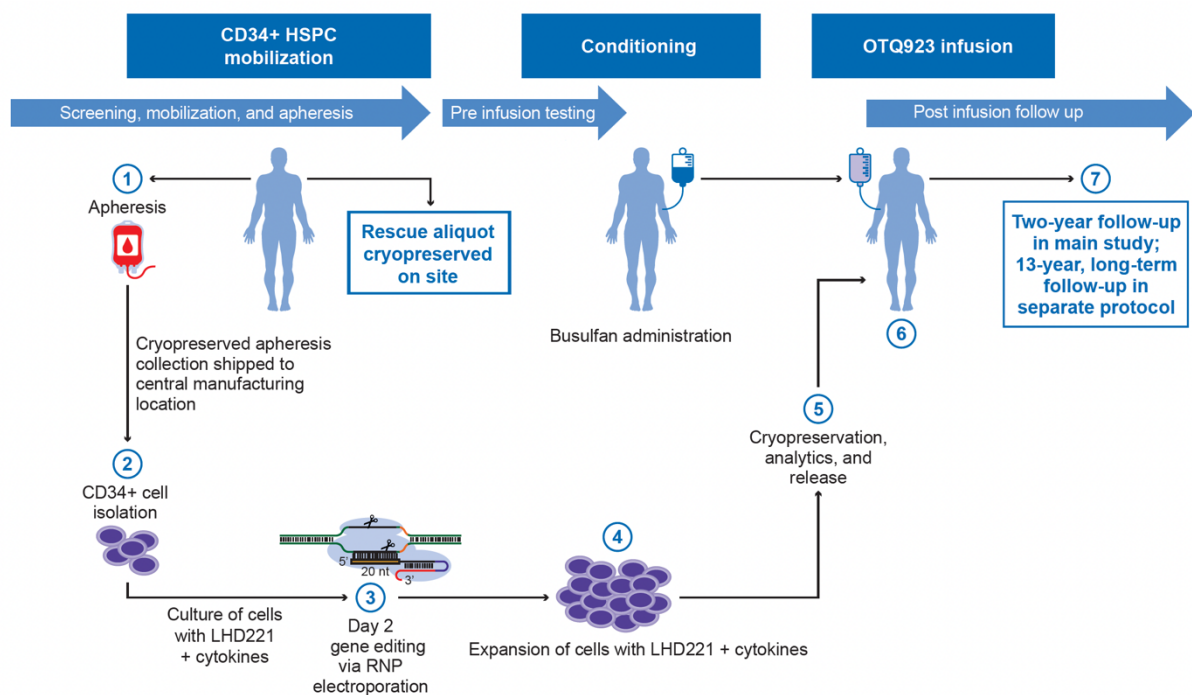 CD34+ HSPC
mobilization
Conditioning
OTQ923 infusion
Screening, mobilization, and apheresis
Pre infusion testing
Post infusion follow up
1
Apheresis
Rescue aliquot
cryopreserved
on site
Busulfan administration
6
7
Two-year follow-up
in main study;
13-year, long-term
follow-up in
separate protocol
Cryopreserved apheresis
collection shipped to
central manufacturing
location
2
CD34+ cell
isolation
Culture of cells
with LHD221
+ cytokines
5'
20 nt
3'
3
Day 2
gene editing
via RNP
electroporation
4
Expansion of cells with LHD221 + cytokines
5
Cryopreservation,
analytics, and
release